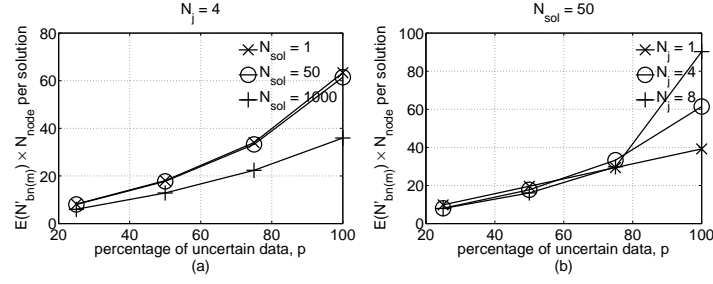 N_j = 4
E(N'_bn(m)) × N_node per solution
80
60
40
20
0
20 40 60 80 100
N_sol = 1
N_sol = 50
N_sol = 1000
percentage of uncertain data, p
(a)
N_sol = 50
E(N'_bn(m)) × N_node per solution
100
80
60
40
20
0
20 40 60 80 100
N_j = 1
N_j = 4
N_j = 8
percentage of uncertain data, p
(b)